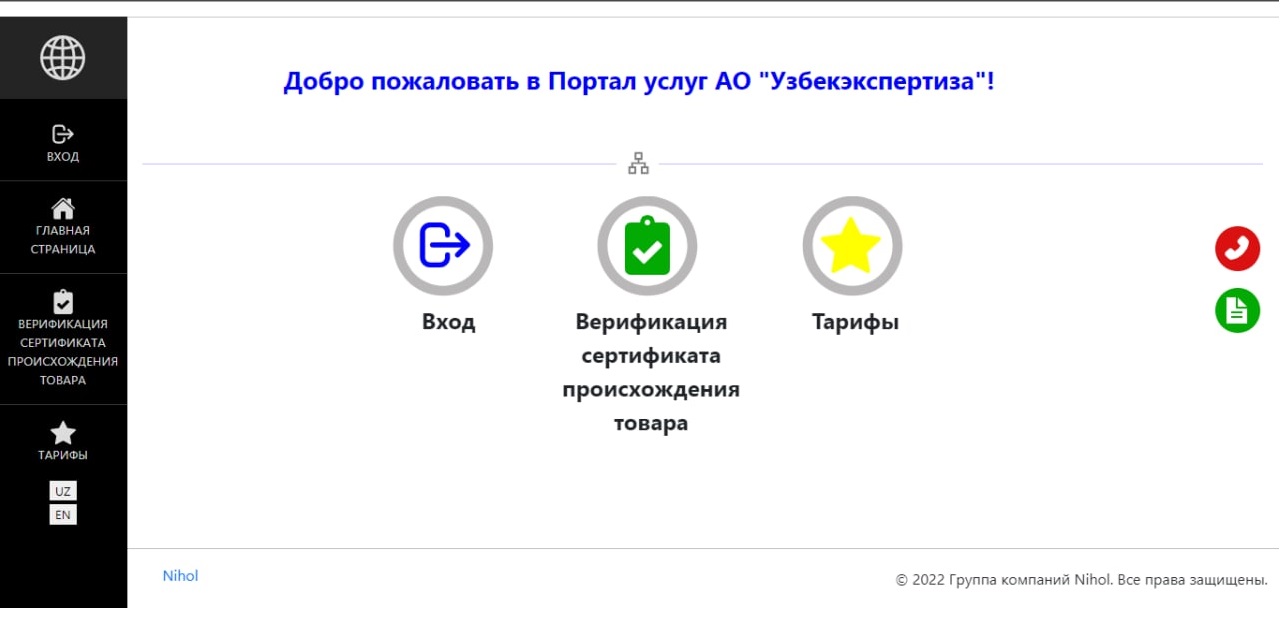 Добро пожаловать в Портал услуг АО "Узбекэкспертиза"!
ВХОД
ГЛАВНАЯ
СТРАНИЦА
ВЕРИФИКАЦИЯ
СЕРТИФИКАТА
ПРОИСХОЖДЕНИЯ
ТОВАРА
ТАРИФЫ
UZ
EN
Вход
Верификация
сертификата
происхождения
товара
Тарифы
Nihol
© 2022 Группа компаний Nihol. Все права защищены.